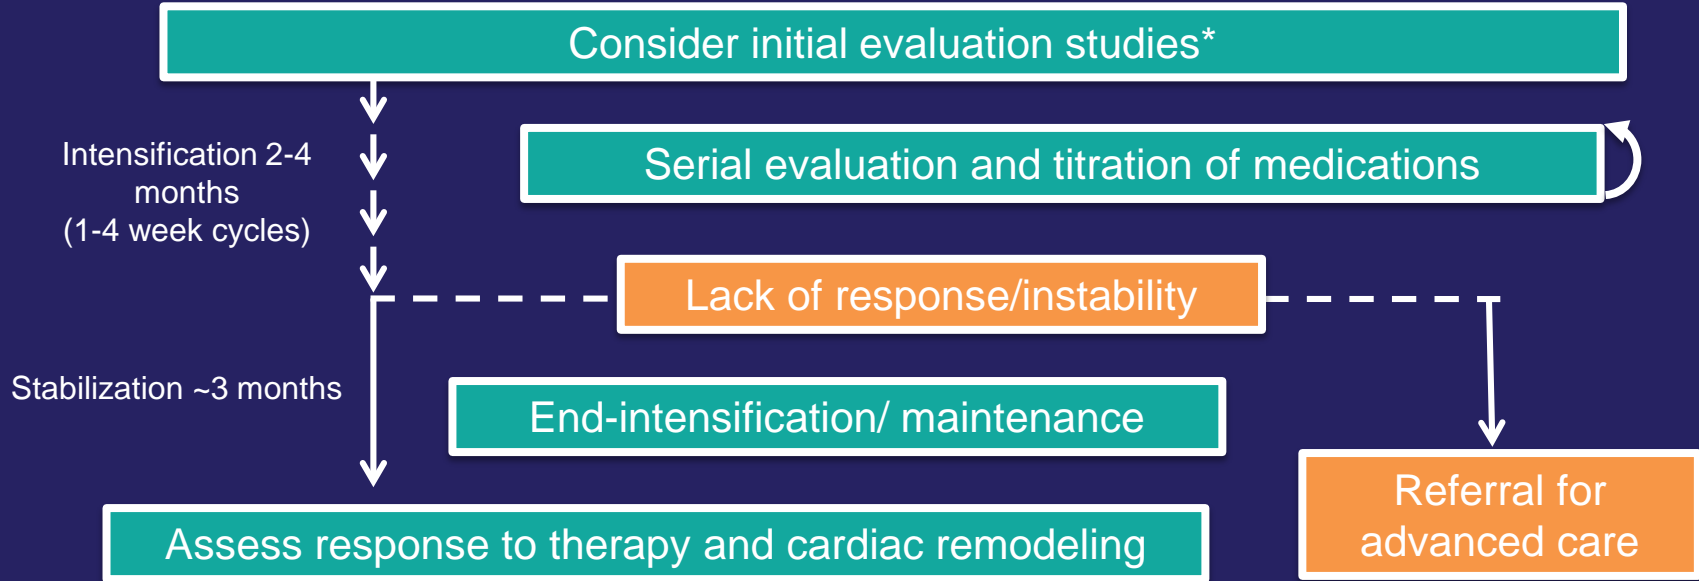 Consider initial evaluation studies*
Intensification 2-4
months
(1-4 week cycles)
Serial evaluation and titration of medications
Lack of response/instability
Stabilization ~3 months
End-intensification/ maintenance
Referral for
advanced care
Assess response to therapy and cardiac remodeling